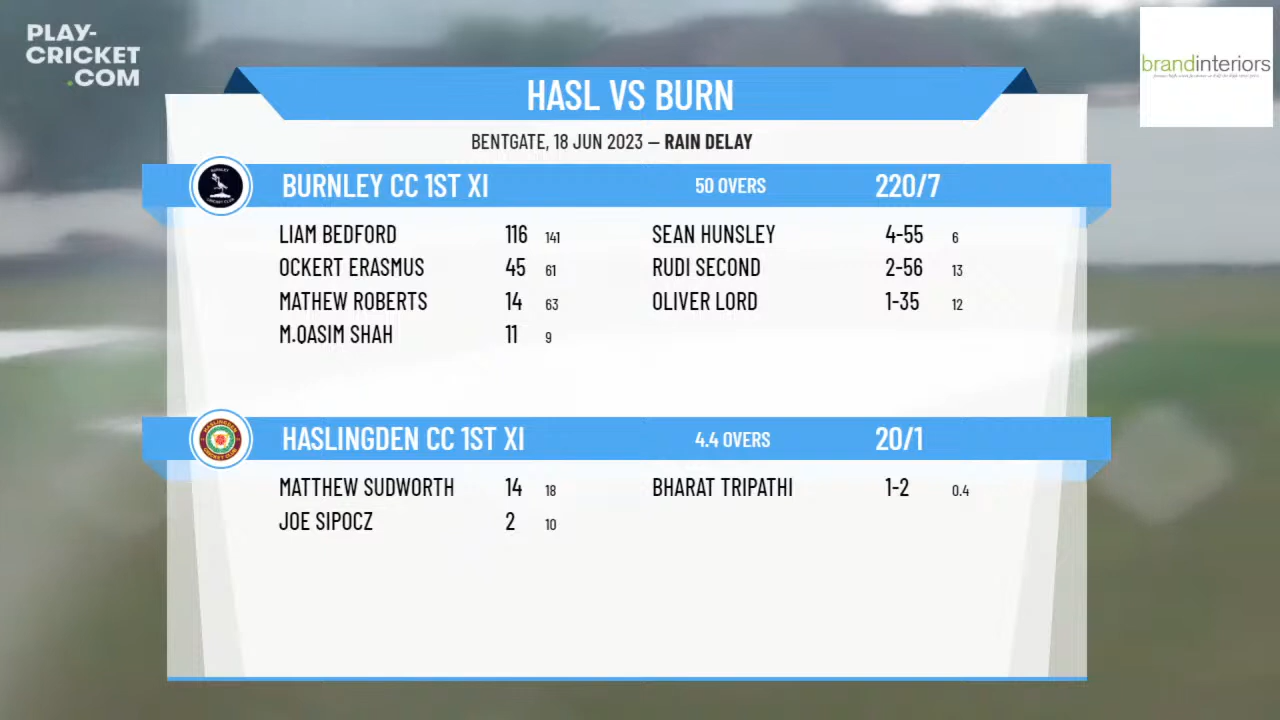 PLAY-
CRICKET
.COM
brandinteriors
HASL VS BURN
BENTGATE, 18 JUN 2023 – RAIN DELAY
BURNLEY CC 1ST XI 50 OVERS 220/7
LIAM BEDFORD 116 141 SEAN HUNSLEY 4-55 6
OCKERT ERASMUS 45 61 RUDI SECOND 2-56 13
MATHEW ROBERTS 14 63 OLIVER LORD 1-35 12
M.QASIM SHAH 11 9
HASLINGDEN CC 1ST XI 4.4 OVERS 20/1
MATTHEW SUDWORTH 14 18 BHARAT TRIPATHI 1-2 0.4
JOE SIPOCZ 2 10